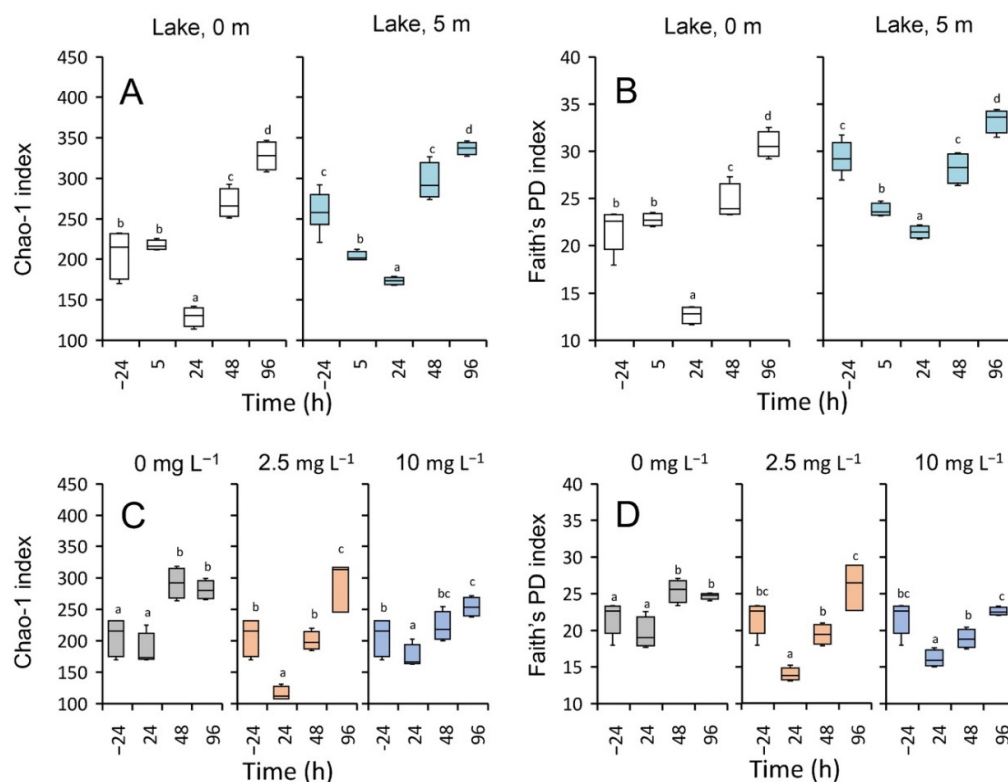 Lake, 0 m Lake, 5 m Lake, 0 m Lake, 5 m
A B
Chao-1 index Faith's PD index
450 400 350 300 250 200 150 100
40 35 30 25 20 15 10
b b a c d c b a c d
b b a c d c b a c d
−24 5 24 48 96 −24 5 24 48 96
−24 5 24 48 96 −24 5 24 48 96
Time (h) Time (h)
0 mg L⁻¹ 2.5 mg L⁻¹ 10 mg L⁻¹ 0 mg L⁻¹ 2.5 mg L⁻¹ 10 mg L⁻¹
C D
Chao-1 index Faith's PD index
450 400 350 300 250 200 150 100
40 35 30 25 20 15 10
a a b b b a b c b a bc c
a a b b bc a b c bc a b c
−24 24 48 96 −24 24 48 96 −24 24 48 96
−24 24 48 96 −24 24 48 96 −24 24 48 96
Time (h) Time (h)